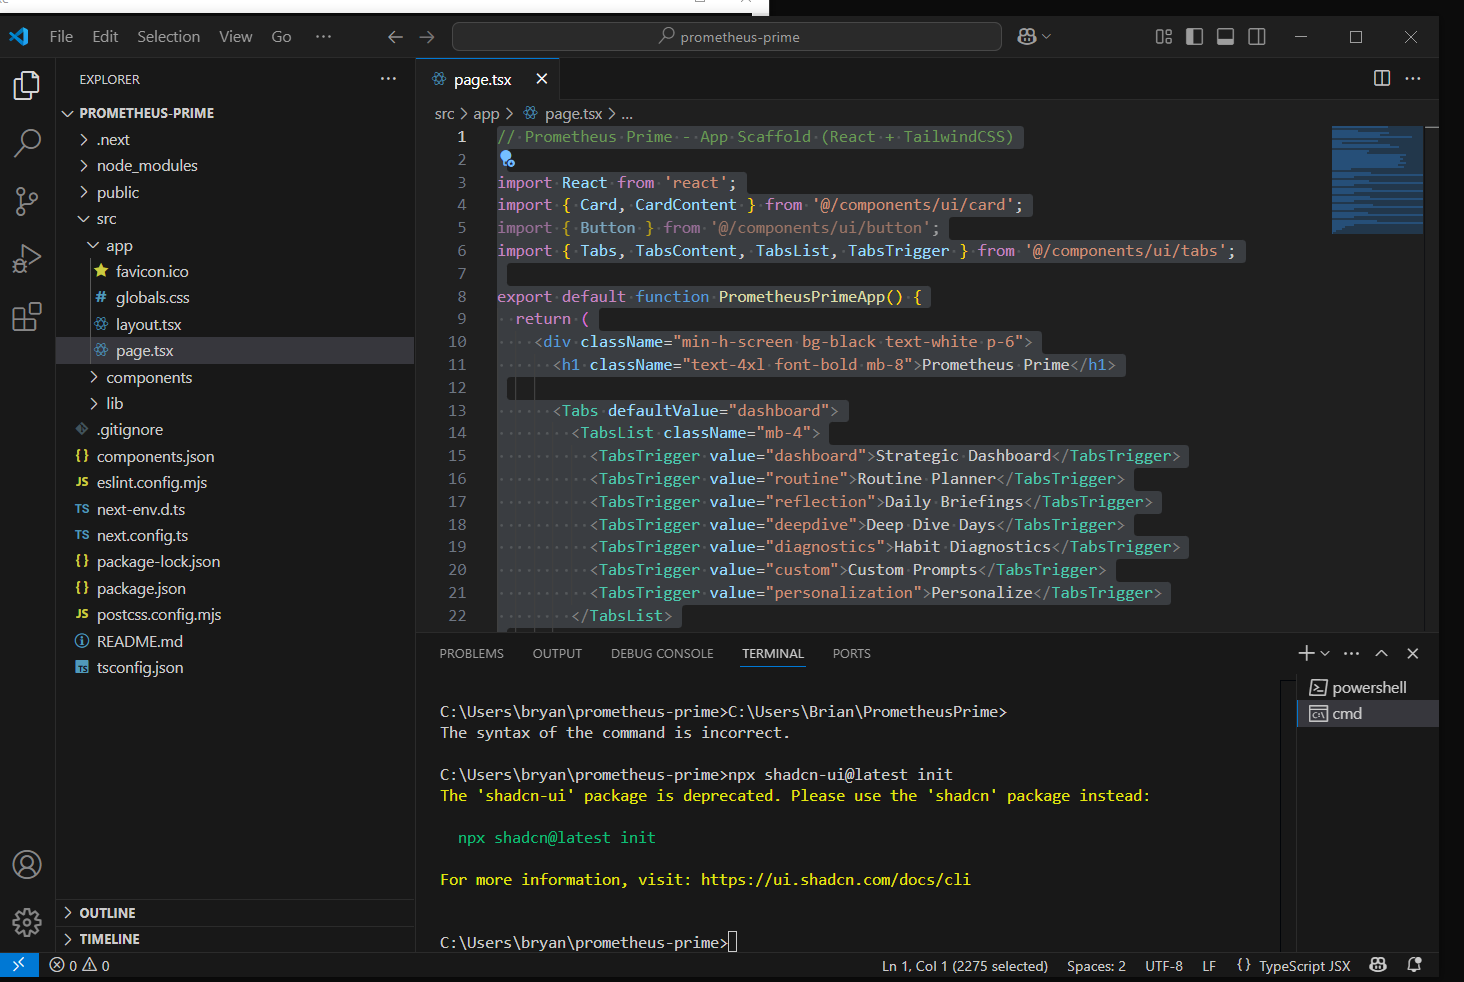 File Edit Selection View Go ··· prometheus-prime
EXPLORER
PROMETHEUS-PRIME
.next
node_modules
public
src
app
favicon.ico
# globals.css
layout.tsx
page.tsx
components
lib
.gitignore
{} components.json
JS eslint.config.mjs
TS next-env.d.ts
TS next.config.ts
{} package-lock.json
{} package.json
JS postcss.config.mjs
README.md
TS tsconfig.json
OUTLINE
TIMELINE
page.tsx
src > app > page.tsx > ...
1 // Prometheus Prime - App Scaffold (React + TailwindCSS)
2
3 import React from 'react';
4 import { Card, CardContent } from '@/components/ui/card';
5 import { Button } from '@/components/ui/button';
6 import { Tabs, TabsContent, TabsList, TabsTrigger } from '@/components/ui/tabs';
7
8 export default function PrometheusPrimeApp() {
9 return (
10 <div className="min-h-screen bg-black text-white p-6">
11 <h1 className="text-4xl font-bold mb-8">Prometheus Prime</h1>
12
13 <Tabs defaultValue="dashboard">
14 <TabsList className="mb-4">
15 <TabsTrigger value="dashboard">Strategic Dashboard</TabsTrigger>
16 <TabsTrigger value="routine">Routine Planner</TabsTrigger>
17 <TabsTrigger value="reflection">Daily Briefings</TabsTrigger>
18 <TabsTrigger value="deepdive">Deep Dive Days</TabsTrigger>
19 <TabsTrigger value="diagnostics">Habit Diagnostics</TabsTrigger>
20 <TabsTrigger value="custom">Custom Prompts</TabsTrigger>
21 <TabsTrigger value="personalization">Personalize</TabsTrigger>
22 </TabsList>
PROBLEMS OUTPUT DEBUG CONSOLE TERMINAL PORTS
powershell
cmd
C:\Users\bryan\prometheus-prime>C:\Users\Brian\PrometheusPrime>
The syntax of the command is incorrect.
C:\Users\bryan\prometheus-prime>npx shadcn-ui@latest init
The 'shadcn-ui' package is deprecated. Please use the 'shadcn' package instead:
npx shadcn@latest init
For more information, visit: https://ui.shadcn.com/docs/cli
C:\Users\bryan\prometheus-prime>
0 0 Ln 1, Col 1 (2275 selected) Spaces: 2 UTF-8 LF {} TypeScript JSX